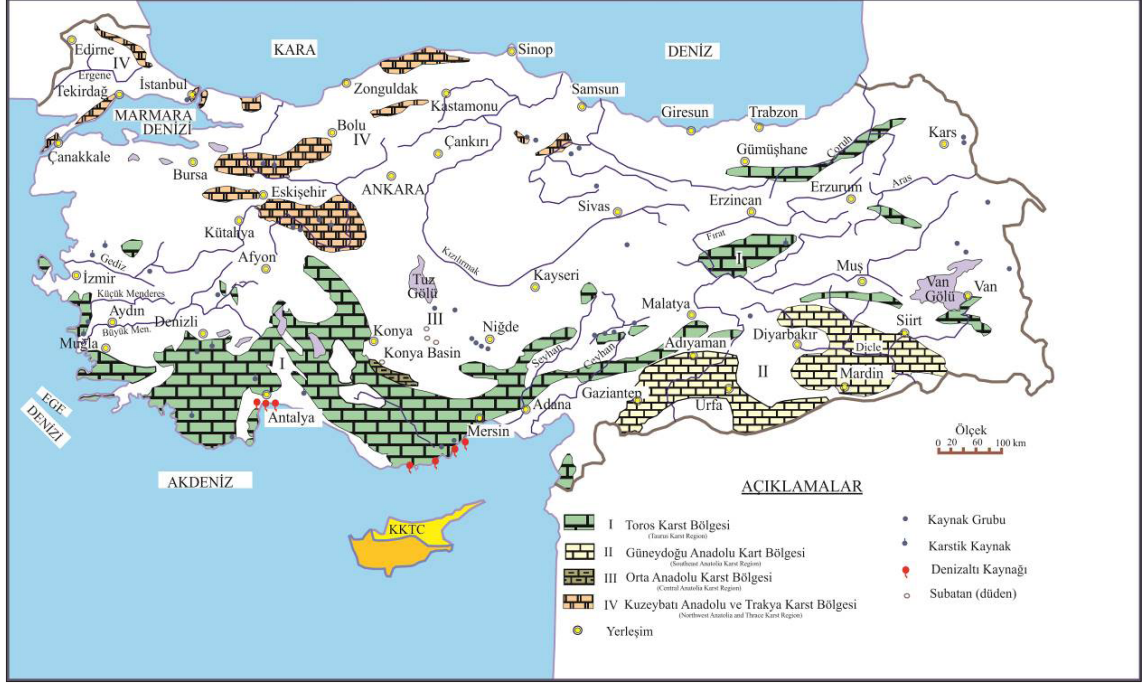 KARA
DENİZ
Edirne
IV
Ergene
Tekirdağ
İstanbul
MARMARA
DENİZİ
Çanakkale
Bursa
Zonguldak
Kastamonu
Sinop
Samsun
Giresun
Trabzon
Bolu
IV
Çankırı
ANKARA
Eskişehir
Kütahya
Afyon
Gümüşhane
Çoruh
Kars
Erzurum
Aras
Erzincan
Sivas
Fırat
I
Kızılırmak
Kayseri
Tuz
Gölü
III
Niğde
Konya
Konya Basin
Gediz
İzmir
Küçük Menderes
Aydın
Büyük Men.
Denizli
Muğla
I
Antalya
Mersin
Adana
Seyhan
Ceyhan
Malatya
Adıyaman
Gaziantep
Urfa
II
Diyarbakır
Dicle
Mardin
Siirt
Muş
Van
Gölü
Van
EGE
DENİZİ
AKDENİZ
KKTC
Ölçek
0 20 60 100 km
AÇIKLAMALAR
I Toros Karst Bölgesi
(Taurus Karst Region)
II Güneydoğu Anadolu Kart Bölgesi
(Southeast Anatolia Karst Region)
III Orta Anadolu Karst Bölgesi
(Central Anatolia Karst Region)
IV Kuzeybatı Anadolu ve Trakya Karst Bölgesi
(Northwest Anatolia and Thrace Karst Region)
Yerleşim
Kaynak Grubu
Karstik Kaynak
Denizaltı Kaynağı
Subatan (düden)